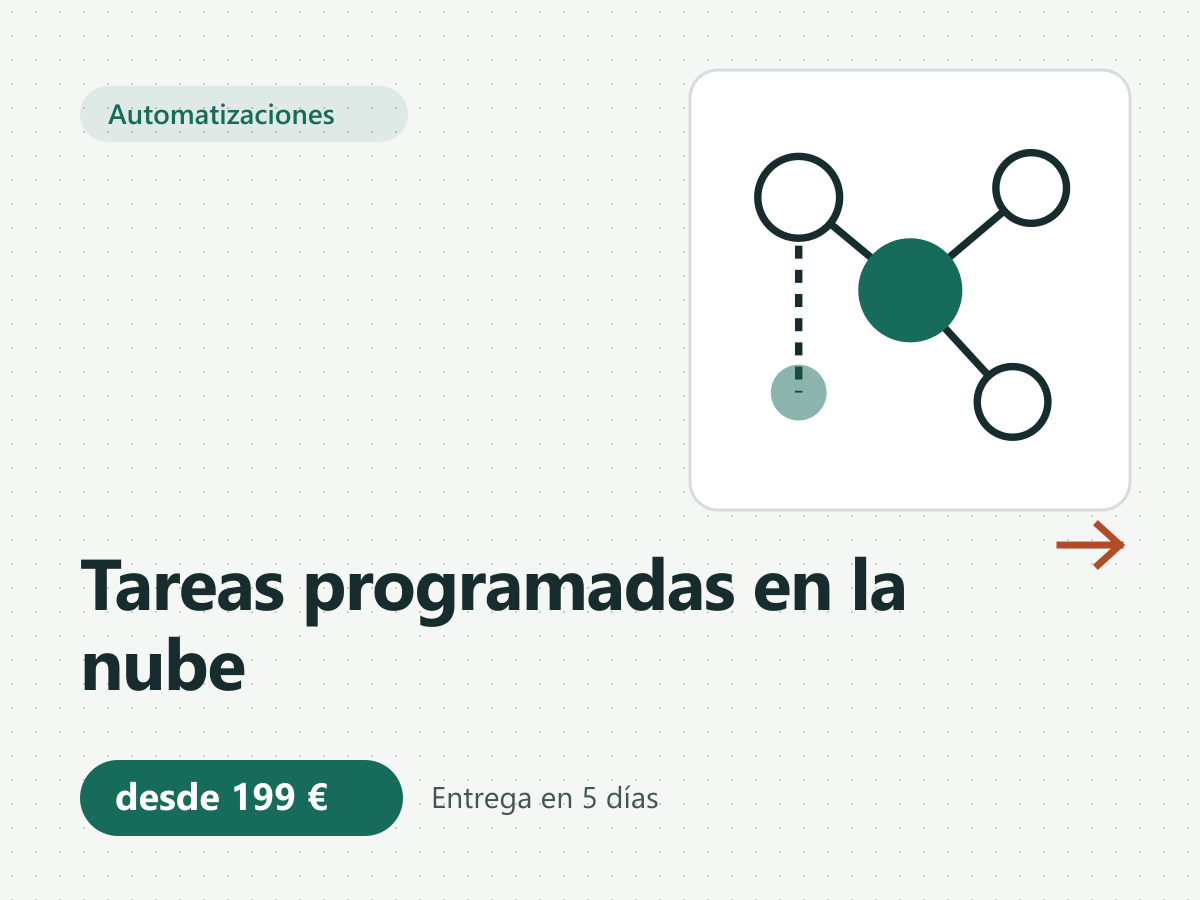 Automatizaciones
Tareas programadas en la
nube
desde 199 €
Entrega en 5 días